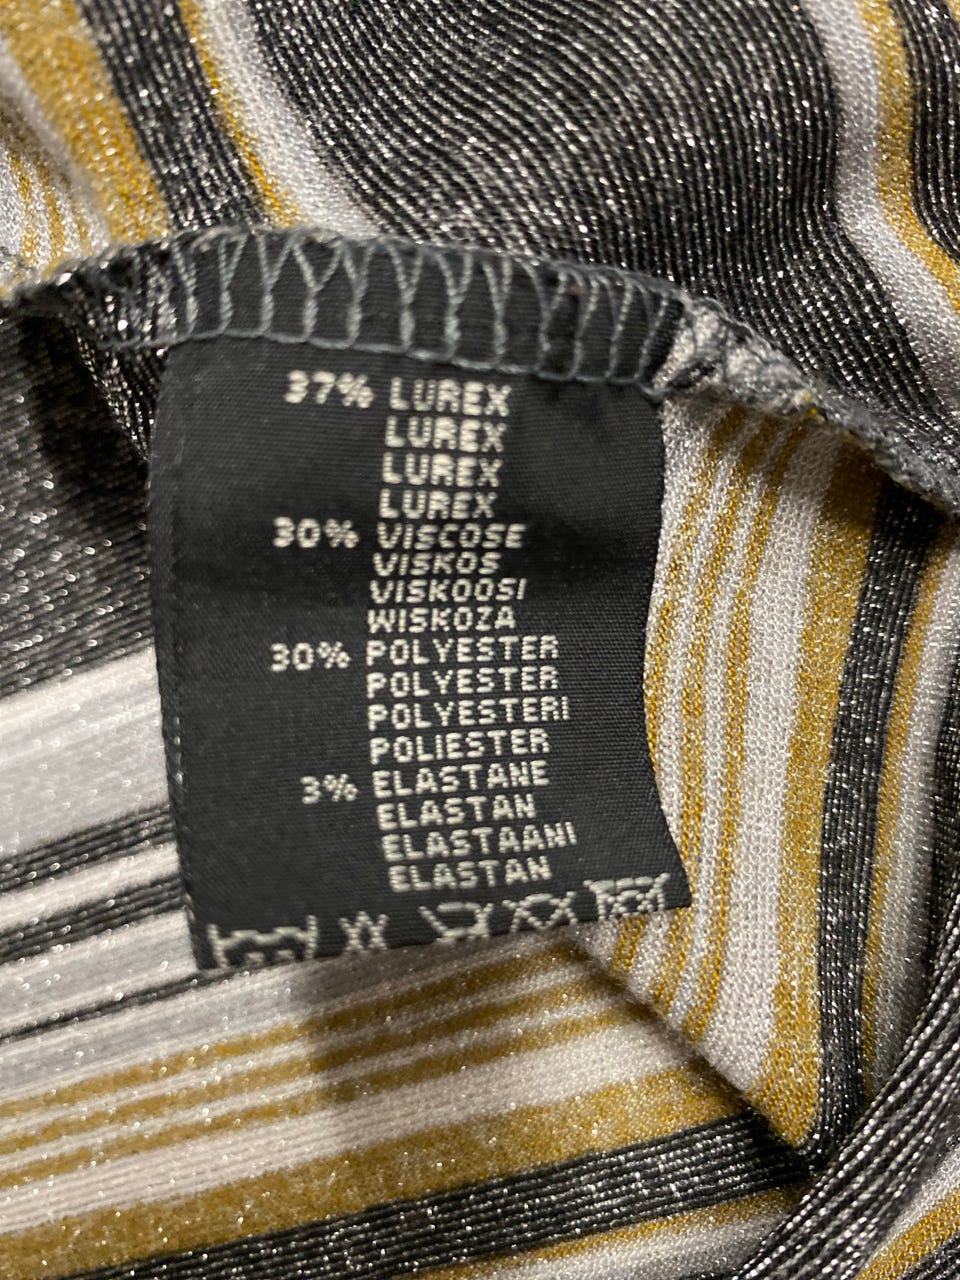 37% LUREX
LUREX
LUREX
LUREX
30% VISCOSE
VISKOS
VISKOOSI
WISKOZA
30% POLYESTER
POLYESTER
POLYESTERI
POLIESTER
3% ELASTANE
ELASTAN
ELASTAANI
ELASTAN